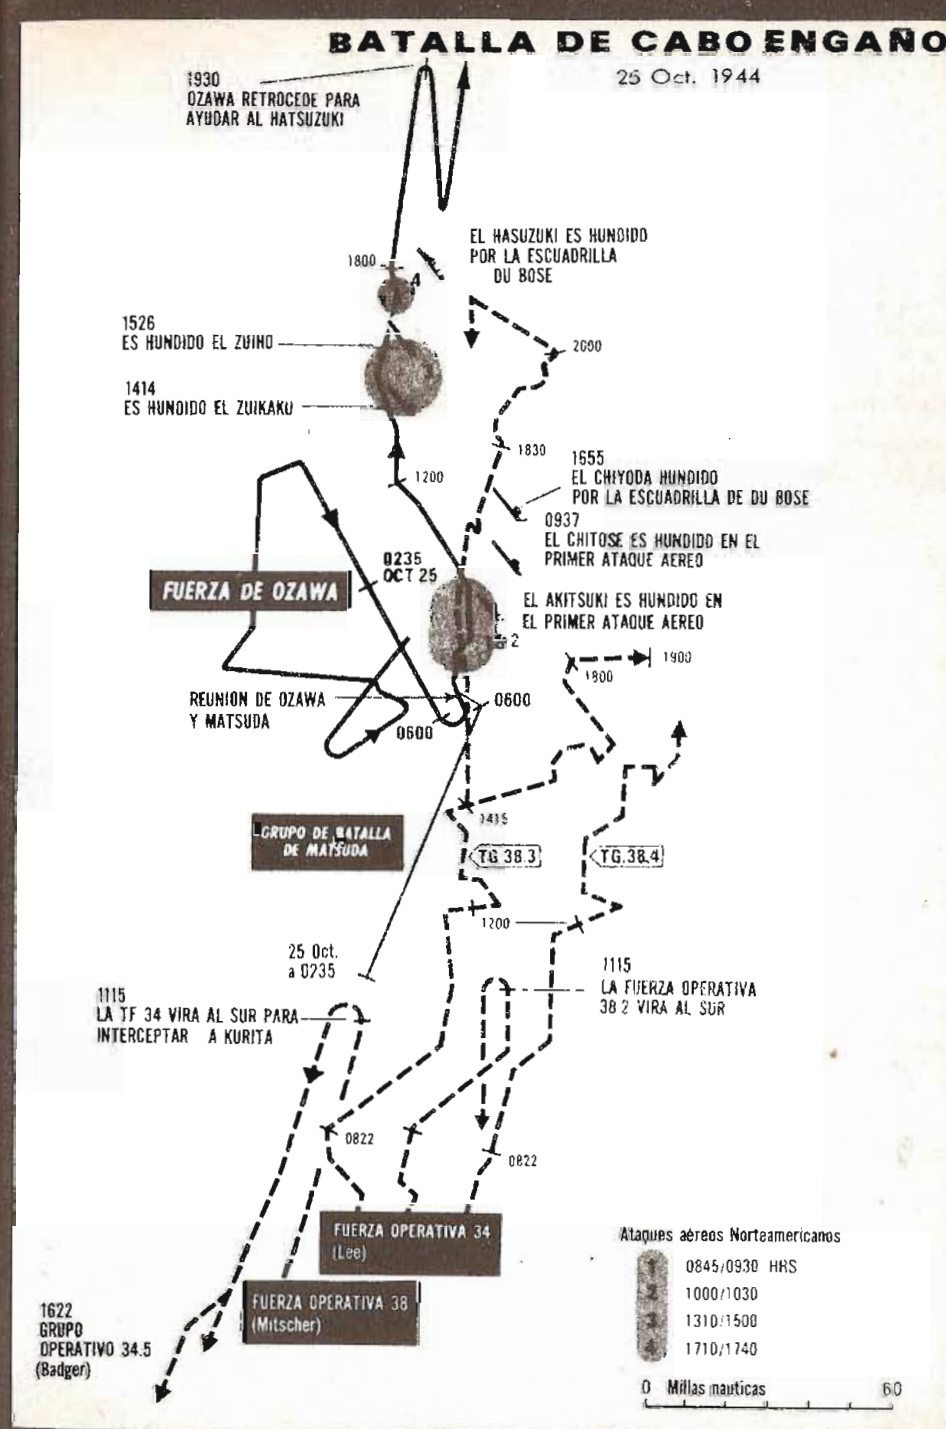 BATALLA DE CABO ENGAÑO
25 Oct. 1944
1930
OZAWA RETROCEDE PARA
AYUDAR AL HATSUZUKI
EL HASUZUKI ES HUNDIDO
POR LA ESCUADRILLA
DU BOSE
1800
4
1526
ES HUNDIDO EL ZUIHO
2000
1414
ES HUNDIDO EL ZUIKAKU
1830
1200
1655
EL CHIYODA HUNDIDO
POR LA ESCUADRILLA DE DU BOSE
0937
EL CHITOSE ES HUNDIDO EN EL
PRIMER ATAQUE AEREO
2
0235
OCT 25
FUERZA DE OZAWA
EL AKITSUKI ES HUNDIDO EN
EL PRIMER ATAQUE AEREO
2
1900
1800
REUNION DE OZAWA
Y MATSUDA
0600
0600
1415
GRUPO DE BATALLA
DE MATSUDA
TG 38.3
TG.38.4
1200
25 Oct.
a 0235
1115
LA TF 34 VIRA AL SUR PARA
INTERCEPTAR A KURITA
1115
LA FUERZA OPERATIVA
38 2 VIRA AL SUR
0822
0822
FUERZA OPERATIVA 34
(Lee)
FUERZA OPERATIVA 38
(Mitscher)
1622
GRUPO
OPERATIVO 34.5
(Badger)
Ataques aéreos Norteamericanos
1 0845/0930 HRS
2 1000/1030
3 1310/1500
4 1710/1740
0 Millas nauticas 60